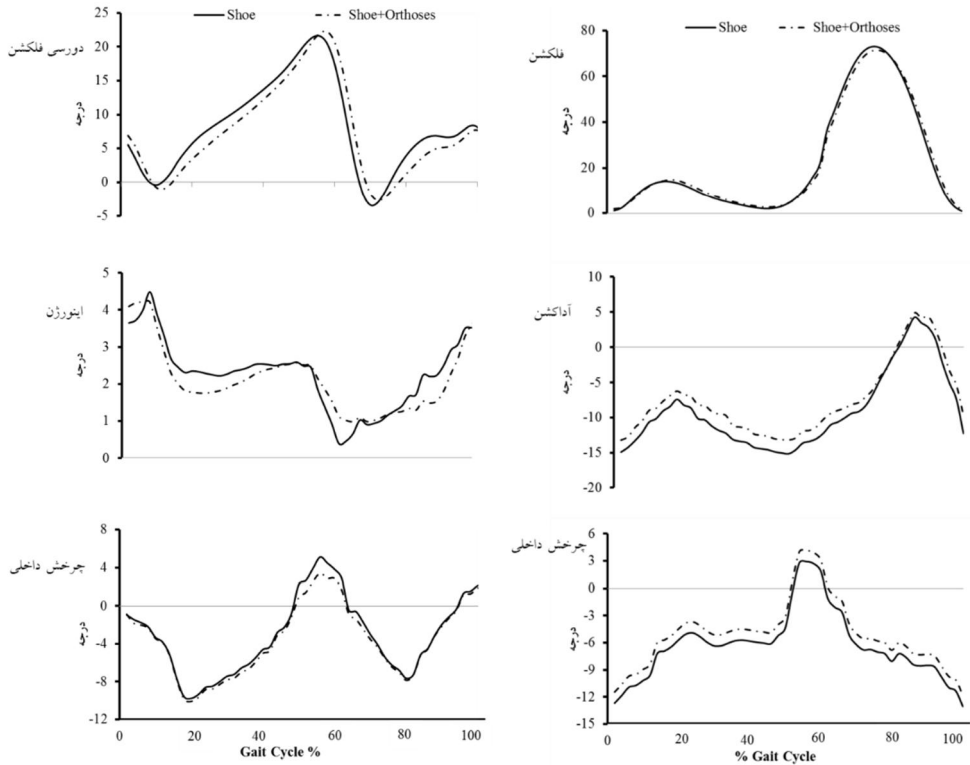 Shoe Shoe+Orthoses
دورسی فلکشن
درجه
25
20
15
10
5
0
-5
Shoe Shoe+Orthoses
فلکشن
درجه
80
60
40
20
0
اینورژن
درجه
5
4
3
2
1
0
آداکشن
درجه
10
5
0
-5
-10
-15
-20
چرخش داخلی
درجه
8
4
0
-4
-8
-12
0 20 40 60 80 100
Gait Cycle %
چرخش داخلی
درجه
6
3
0
-3
-6
-9
-12
-15
0 20 40 60 80 100
% Gait Cycle